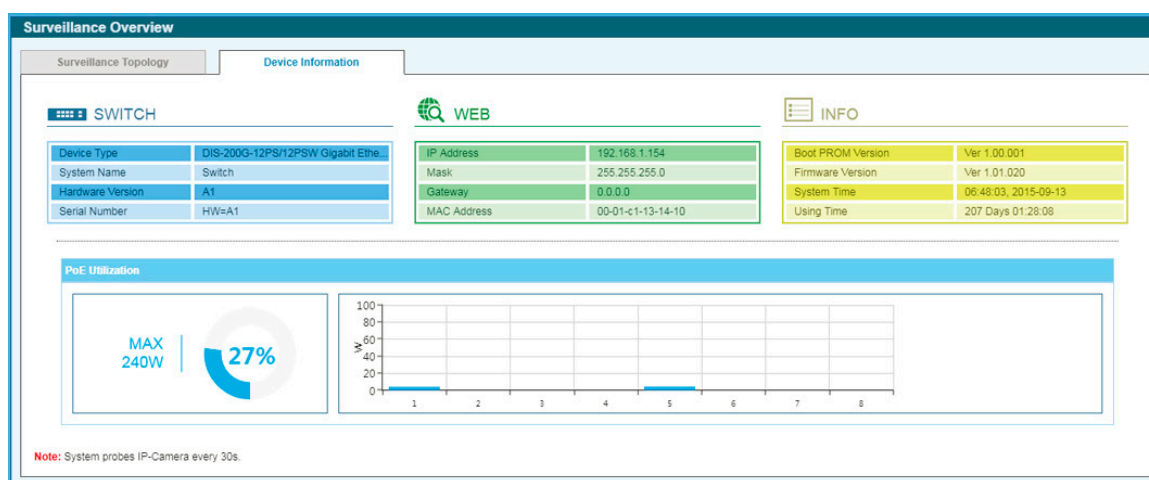 Surveillance Overview
Surveillance Topology
Device Information
SWITCH
Device Type DIS-200G-12PS/12PSW Gigabit Ethe...
System Name Switch
Hardware Version A1
Serial Number HW=A1
WEB
IP Address 192.168.1.154
Mask 255.255.255.0
Gateway 0.0.0.0
MAC Address 00-01-c1-13-14-10
INFO
Boot PROM Version Ver 1.00.001
Firmware Version Ver 1.01.020
System Time 06:48:03, 2015-09-13
Using Time 207 Days 01:28:08
PoE Utilization
MAX
240W
27%
W
100
80
60
40
20
0
1 2 3 4 5 6 7 8
Note: System probes IP-Camera every 30s.